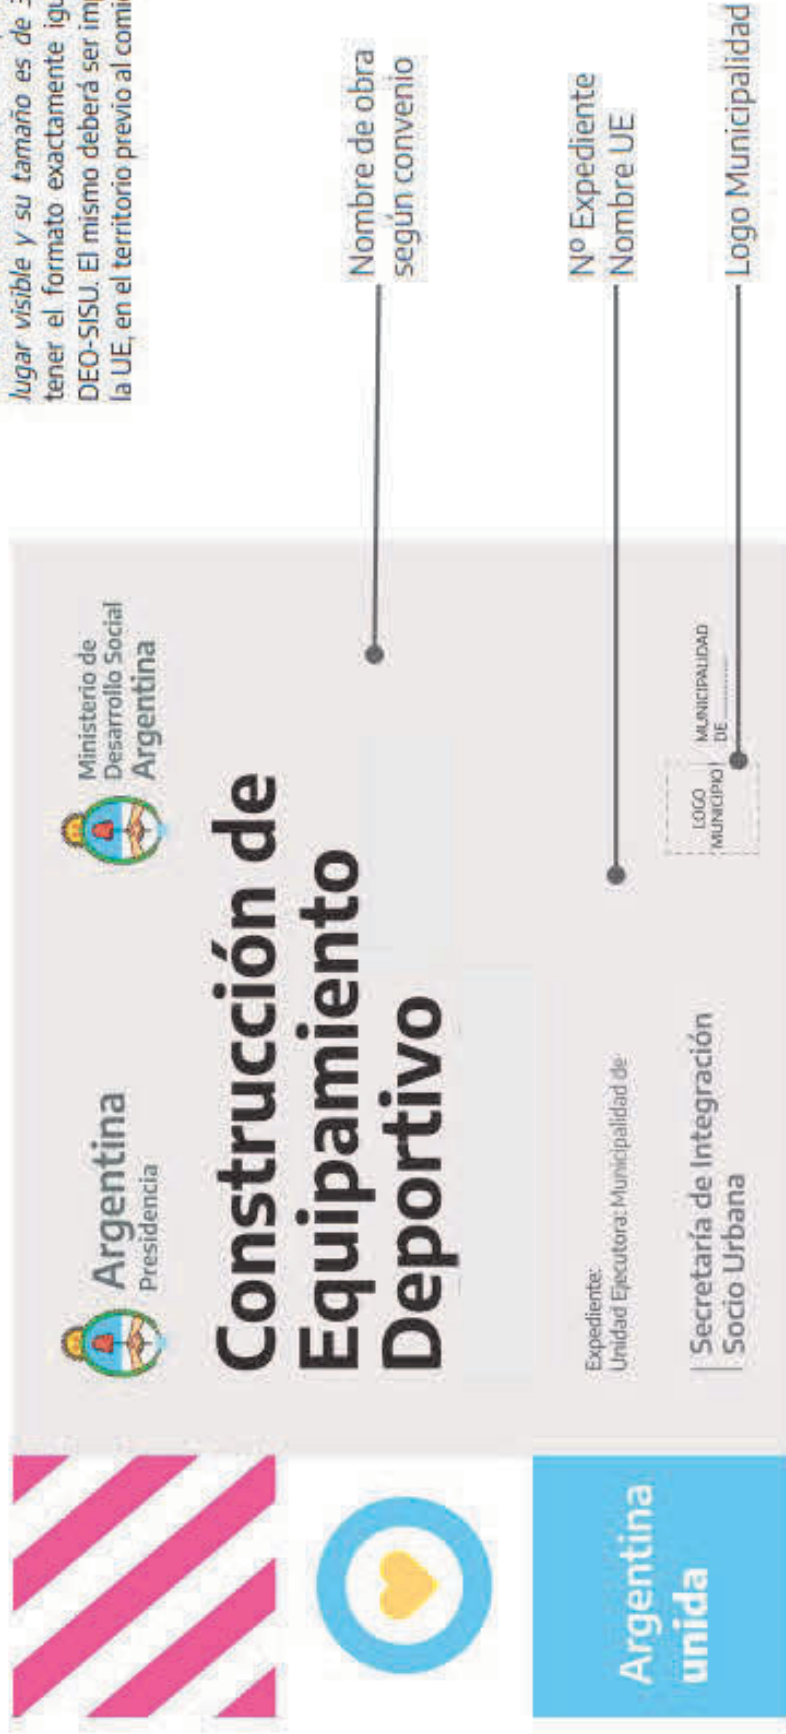 lugar visible y su tamaño es de
tener el formato exactamente
DEO-SISU. El mismo deberá ser
la UE, en el territorio previo al
Argentina
Presidencia
Ministerio de
Desarrollo Social
Argentina
Construcción de
Equipamiento
Deportivo
Nombre de obra
según convenio
Expediente:
Unidad Ejecutora: Municipalidad de
Nº Expediente
Nombre UE
Argentina
unida
Secretaría de Integración
Socio Urbana
LOGO
MUNICIPIO
MUNICIPALIDAD
DE
Logo Municipalidad